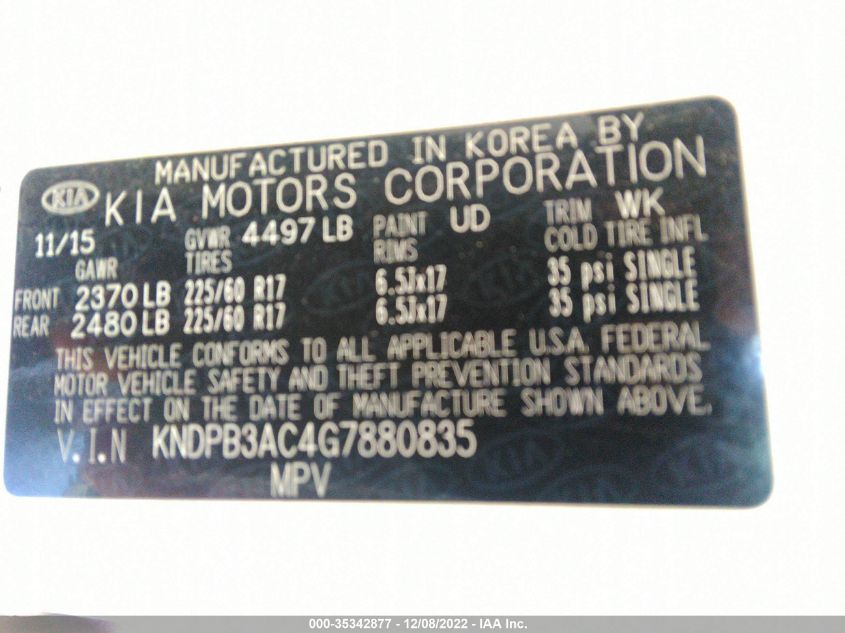 MANUFACTURED IN KOREA BY
KIA KIA MOTORS CORPORATION
11/15 GVWR 4497 LB PAINT UD TRIM WK
GAWR TIRES RIMS COLD TIRE INFL
FRONT 2370 LB 225/60 R17 6.5Jx17 35 psi SINGLE
REAR 2480 LB 225/60 R17 6.5Jx17 35 psi SINGLE
THIS VEHICLE CONFORMS TO ALL APPLICABLE U.S.A. FEDERAL
MOTOR VEHICLE SAFETY AND THEFT PREVENTION STANDARDS
IN EFFECT ON THE DATE OF MANUFACTURE SHOWN ABOVE.
V.I.N KNDPB3AC4G7880835
MPV
000-35342877 - 12/08/2022 - IAA Inc.